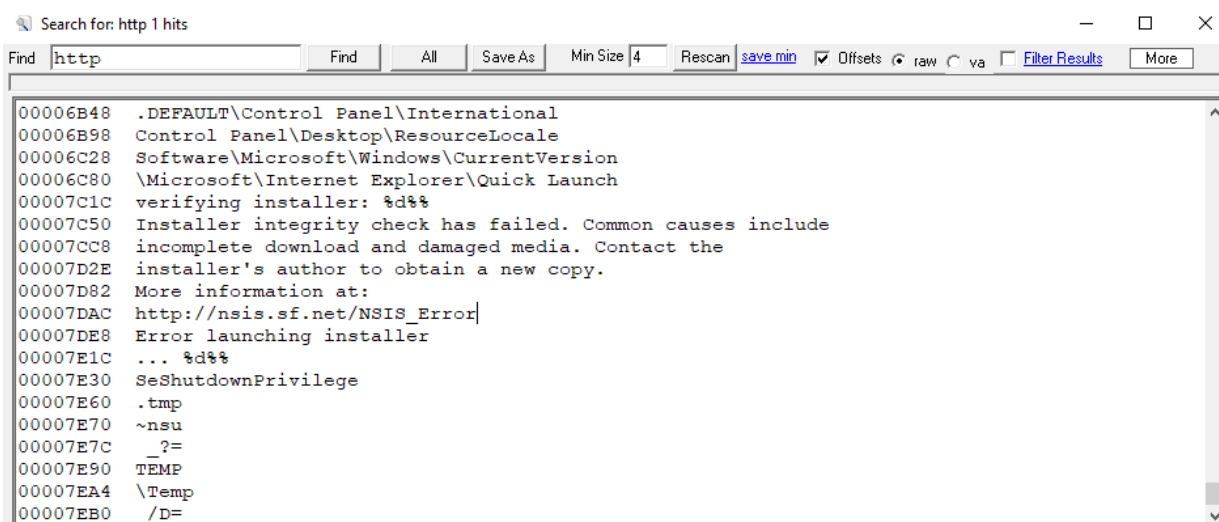 Search for: http 1 hits
Find http Find All Save As Min Size 4 Rescan save min Offsets raw va Filter Results More
00006B48 .DEFAULT\Control Panel\International
00006B98 Control Panel\Desktop\ResourceLocale
00006C28 Software\Microsoft\Windows\CurrentVersion
00006C80 \Microsoft\Internet Explorer\Quick Launch
00007C1C verifying installer: %d%%
00007C50 Installer integrity check has failed. Common causes include
00007CC8 incomplete download and damaged media. Contact the
00007D2E installer's author to obtain a new copy.
00007D82 More information at:
00007DAC http://nsis.sf.net/NSIS_Error
00007DE8 Error launching installer
00007E1C ... %d%%
00007E30 SeShutdownPrivilege
00007E60 .tmp
00007E70 ~nsu
00007E7C _?=
00007E90 TEMP
00007EA4 \Temp
00007EB0 /D=